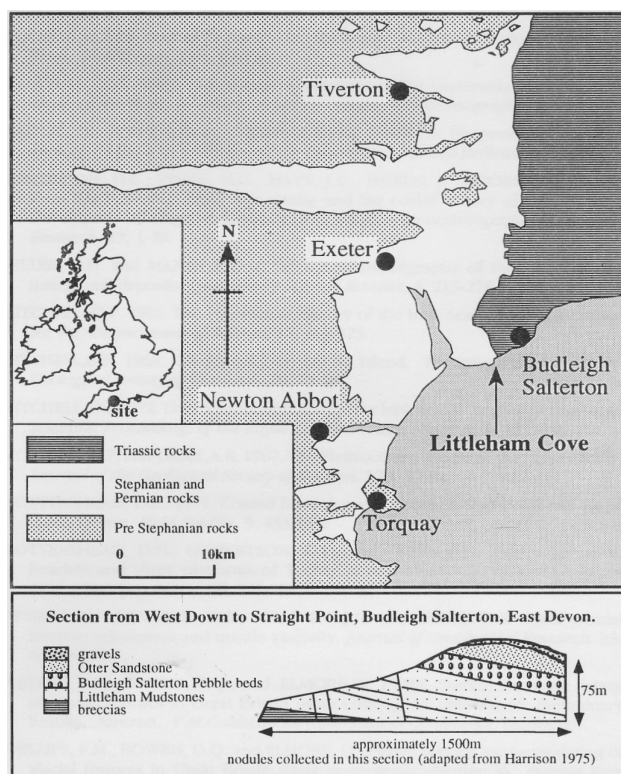 Tiverton
N
Exeter
Budleigh
Salterton
Newton Abbot
Littleham Cove
Torquay
site
Triassic rocks
Stephanian and
Permian rocks
Pre Stephanian rocks
0 10km
Section from West Down to Straight Point, Budleigh Salterton, East Devon.
gravels
Otter Sandstone
Budleigh Salterton Pebble beds
Littleham Mudstones
breccias
75m
approximately 1500m
nodules collected in this section (adapted from Harrison 1975)